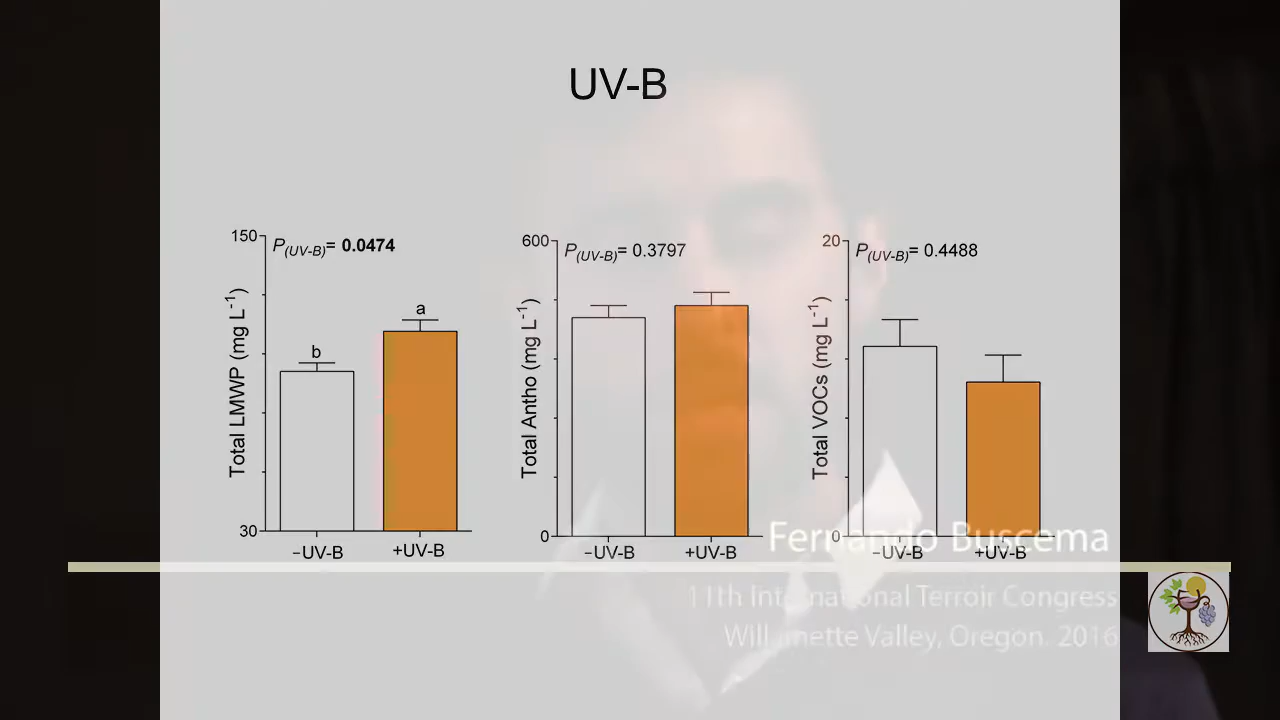 UV-B
150
P(UV-B)= 0.0474
a
b
Total LMWP (mg L⁻¹)
30
−UV-B
+UV-B
600
P(UV-B)= 0.3797
Total Antho (mg L⁻¹)
0
−UV-B
+UV-B
20
P(UV-B)= 0.4488
Total VOCs (mg L⁻¹)
0
−UV-B
+UV-B
Fernando Buscema
11th International Terroir Congress
Willamette Valley, Oregon. 2016